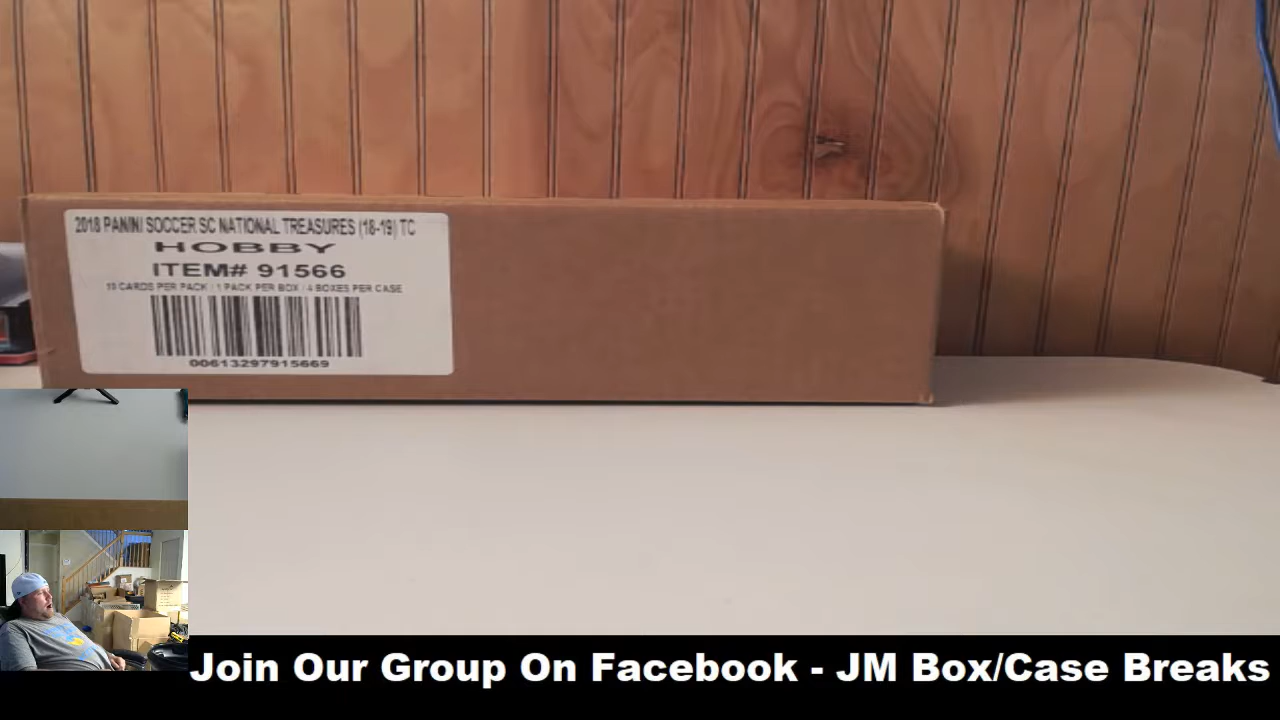 2018 PANINI SOCCER SC NATIONAL TREASURES (18-19) TC
HOBBY
ITEM# 91566
10 CARDS PER PACK / 1 PACK PER BOX / 4 BOXES PER CASE
00613297915669
Join Our Group On Facebook - JM Box/Case Breaks